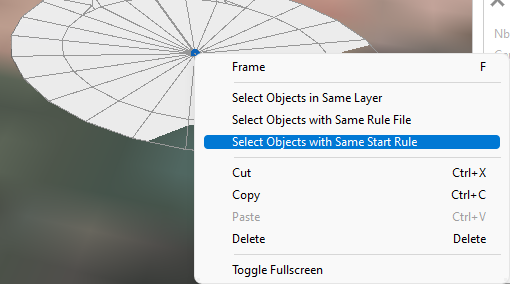 Nb
Frame F
Select Objects in Same Layer
Select Objects with Same Rule File
Select Objects with Same Start Rule
Cut Ctrl+X
Copy Ctrl+C
Paste Ctrl+V
Delete Delete
Toggle Fullscreen